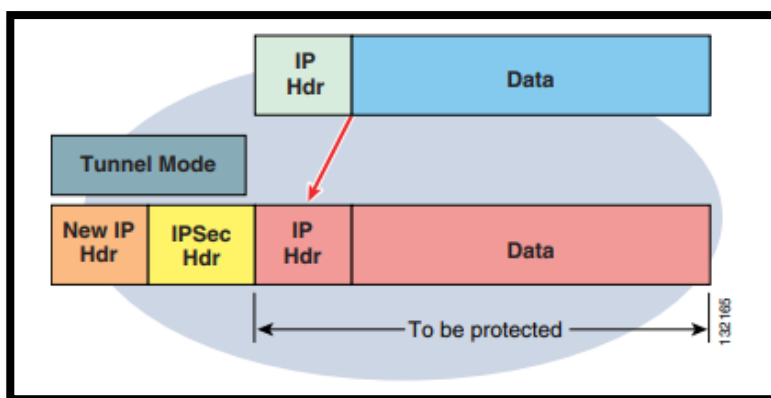 IP
Hdr
Data
Tunnel Mode
New IP
Hdr
IPSec
Hdr
IP
Hdr
Data
To be protected
132165